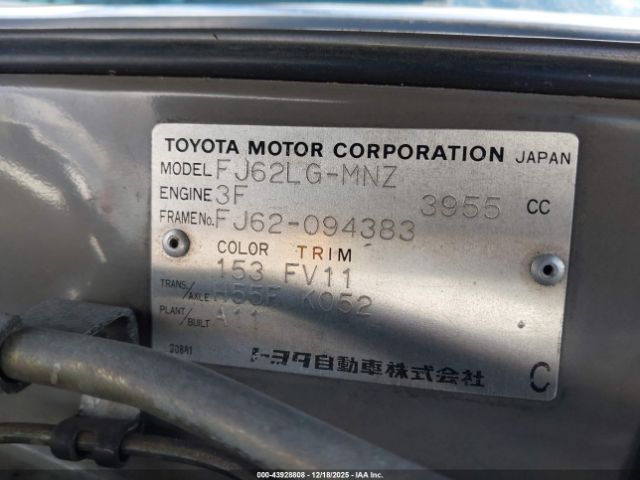 TOYOTA MOTOR CORPORATION JAPAN
MODEL FJ62LG-MNZ
ENGINE 3F 3955 CC
FRAME No. FJ62-094383
COLOR TRIM
153 FV11
TRANS./AXLE H55F K052
PLANT/BUILT A11
30881
トヨタ自動車株式会社 C
000-43928808 | 12/18/2025 | IAA, Inc.